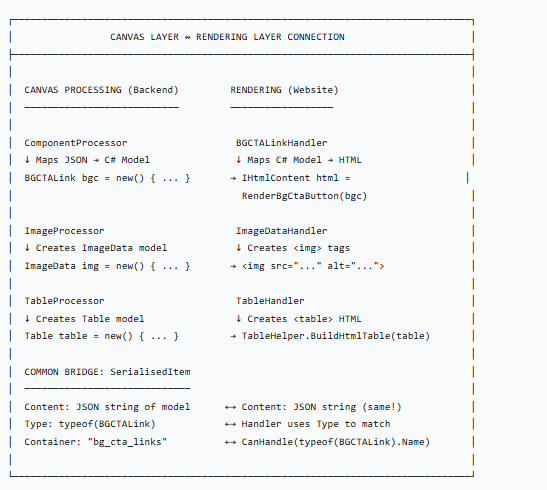 CANVAS LAYER ↔ RENDERING LAYER CONNECTION
CANVAS PROCESSING (Backend) RENDERING (Website)
ComponentProcessor BGCTALinkHandler
↓ Maps JSON → C# Model ↓ Maps C# Model → HTML
BGCTALink bgc = new() { ... } → IHtmlContent html =
RenderBgCtaButton(bgc)
ImageProcessor ImageDataHandler
↓ Creates ImageData model ↓ Creates <img> tags
ImageData img = new() { ... } → <img src="..." alt="...">
TableProcessor TableHandler
↓ Creates Table model ↓ Creates <table> HTML
Table table = new() { ... } → TableHelper.BuildHtmlTable(table)
COMMON BRIDGE: SerialisedItem
Content: JSON string of model ↔ Content: JSON string (same!)
Type: typeof(BGCTALink) ↔ Handler uses Type to match
Container: "bg_cta_links" ↔ CanHandle(typeof(BGCTALink).Name)